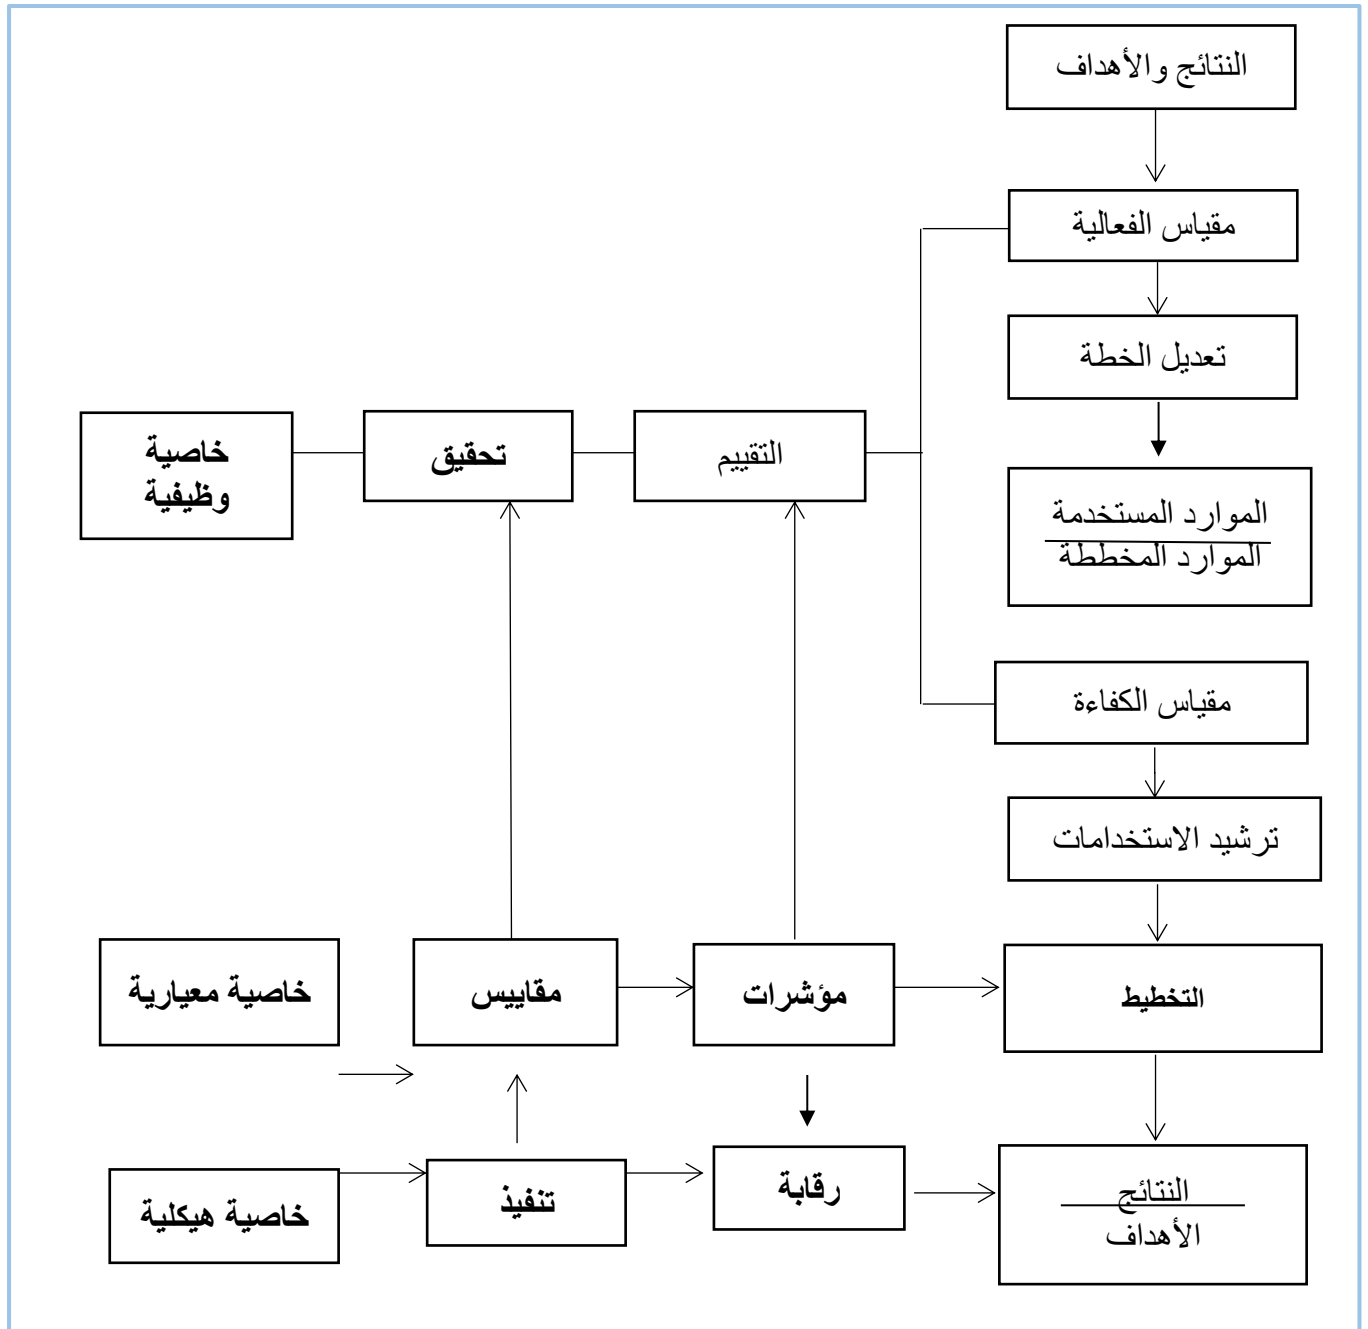 النتائج والأهداف
مقياس الفعالية
تعديل الخطة
خاصية
وظيفية
تحقيق
التقييم
الموارد المستخدمة
الموارد المخططة
مقياس الكفاءة
ترشيد الاستخدامات
خاصية معيارية
مقاييس
مؤشرات
التخطيط
خاصية هيكلية
تنفيذ
رقابة
النتائج
الأهداف